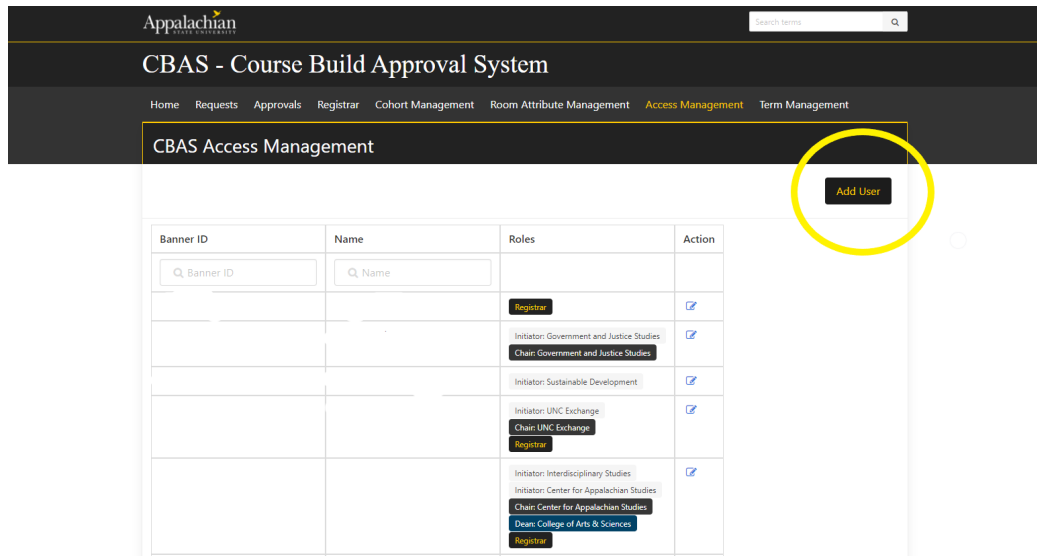 Appalachian
STATE UNIVERSITY
Search terms
CBAS - Course Build Approval System
Home Requests Approvals Registrar Cohort Management Room Attribute Management Access Management Term Management
CBAS Access Management
Add User
Banner ID Name Roles Action
Banner ID Name
Registrar
Initiator: Government and Justice Studies
Chair: Government and Justice Studies
Initiator: Sustainable Development
Initiator: UNC Exchange
Chair: UNC Exchange
Registrar
Initiator: Interdisciplinary Studies
Initiator: Center for Appalachian Studies
Chair: Center for Appalachian Studies
Dean: College of Arts & Sciences
Registrar